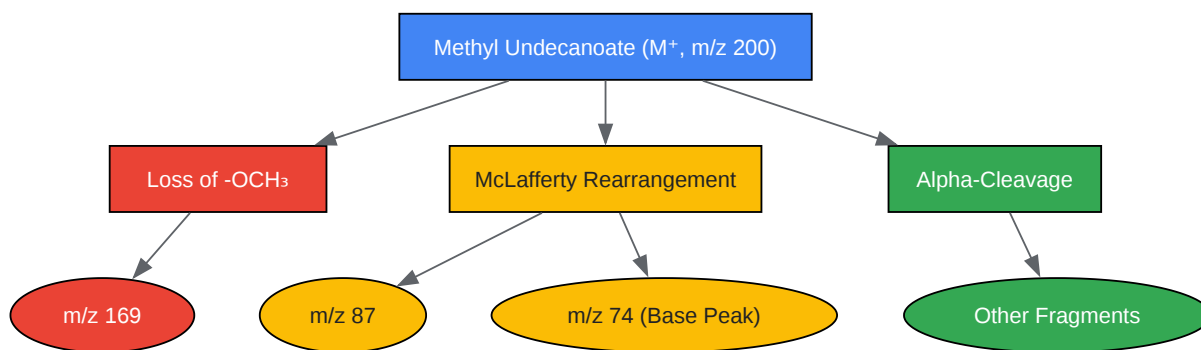 Methyl Undecanoate (M⁺, m/z 200)
Loss of -OCH₃
McLafferty Rearrangement
Alpha-Cleavage
m/z 169
m/z 87
m/z 74 (Base Peak)
Other Fragments